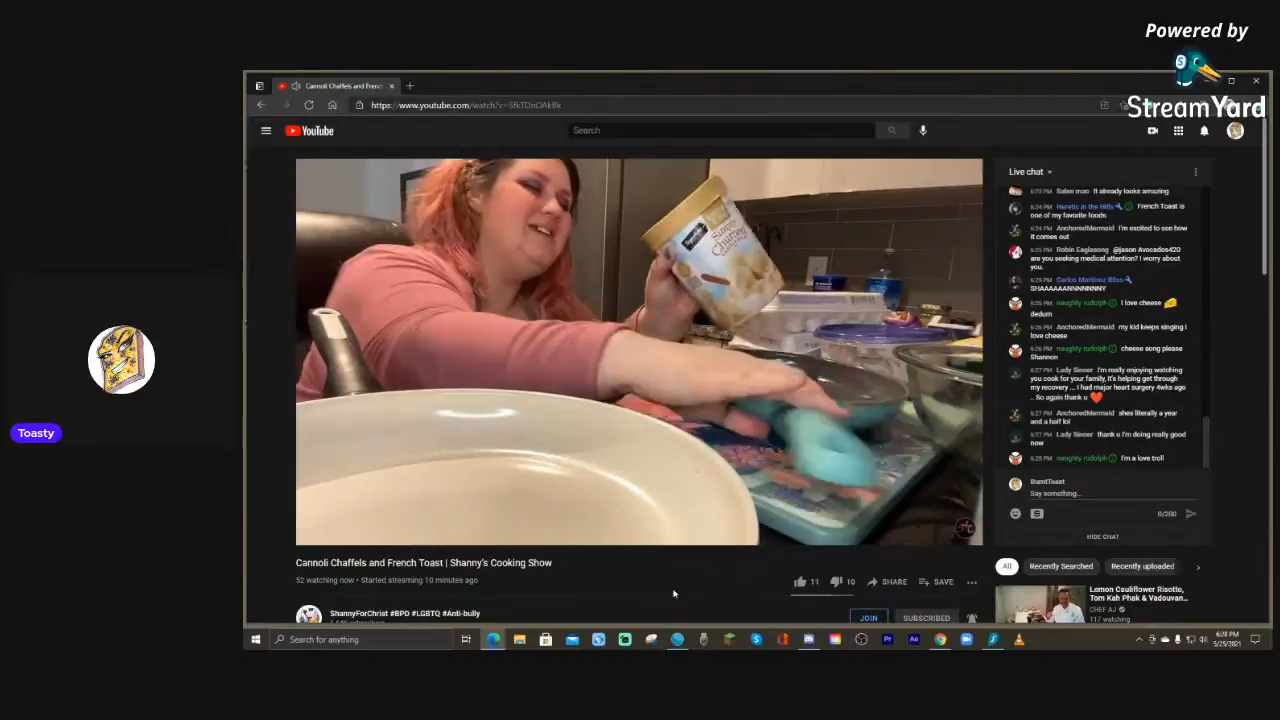 Powered by
StreamYard
Cannoli Chaffels and Frenc
https://www.youtube.com/watch?v=SfkTDnOAk8k
YouTube
Search
Live chat
6:23 PM Salen mac It already looks amazing
6:24 PM Heretic in the Hills French Toast is
one of my favorite foods
6:24 PM AnchoredMermaid I'm excited to see how
it comes out
6:25 PM Robin Eaglesong @jason Avocados420
are you seeking medical attention? I worry about
you.
6:25 PM Carlos Martinez B0ss
SHAAAAAANNNNNNNY
6:26 PM naughty rudolph I love cheese
dedum
6:26 PM AnchoredMermaid my kid keeps singing I
love cheese
6:26 PM naughty rudolph cheese song please
Shannon
6:27 PM Lady Sinner I'm really enjoying watching
you cook for your family, it's helping get through
my recovery ... I had major heart surgery 4wks ago
.. So again thank u
6:27 PM AnchoredMermaid shes literally a year
and a half lol
6:27 PM Lady Sinner thank u I'm doing really good
now
6:28 PM naughty rudolph I'm a love troll
BurntToast
Say something...
0/200
HIDE CHAT
Simply
Churned
Toasty
Cannoli Chaffels and French Toast | Shanny's Cooking Show
52 watching now • Started streaming 10 minutes ago
11
10
SHARE
SAVE
All
Recently Searched
Recently uploaded
Lemon Cauliflower Risotto,
Tom Kah Phak & Vadouvan...
CHEF AJ
117 watching
ShannyForChrist #BPD #LGBTQ #Anti-bully
JOIN
SUBSCRIBED
Search for anything
6:28 PM
5/25/2021